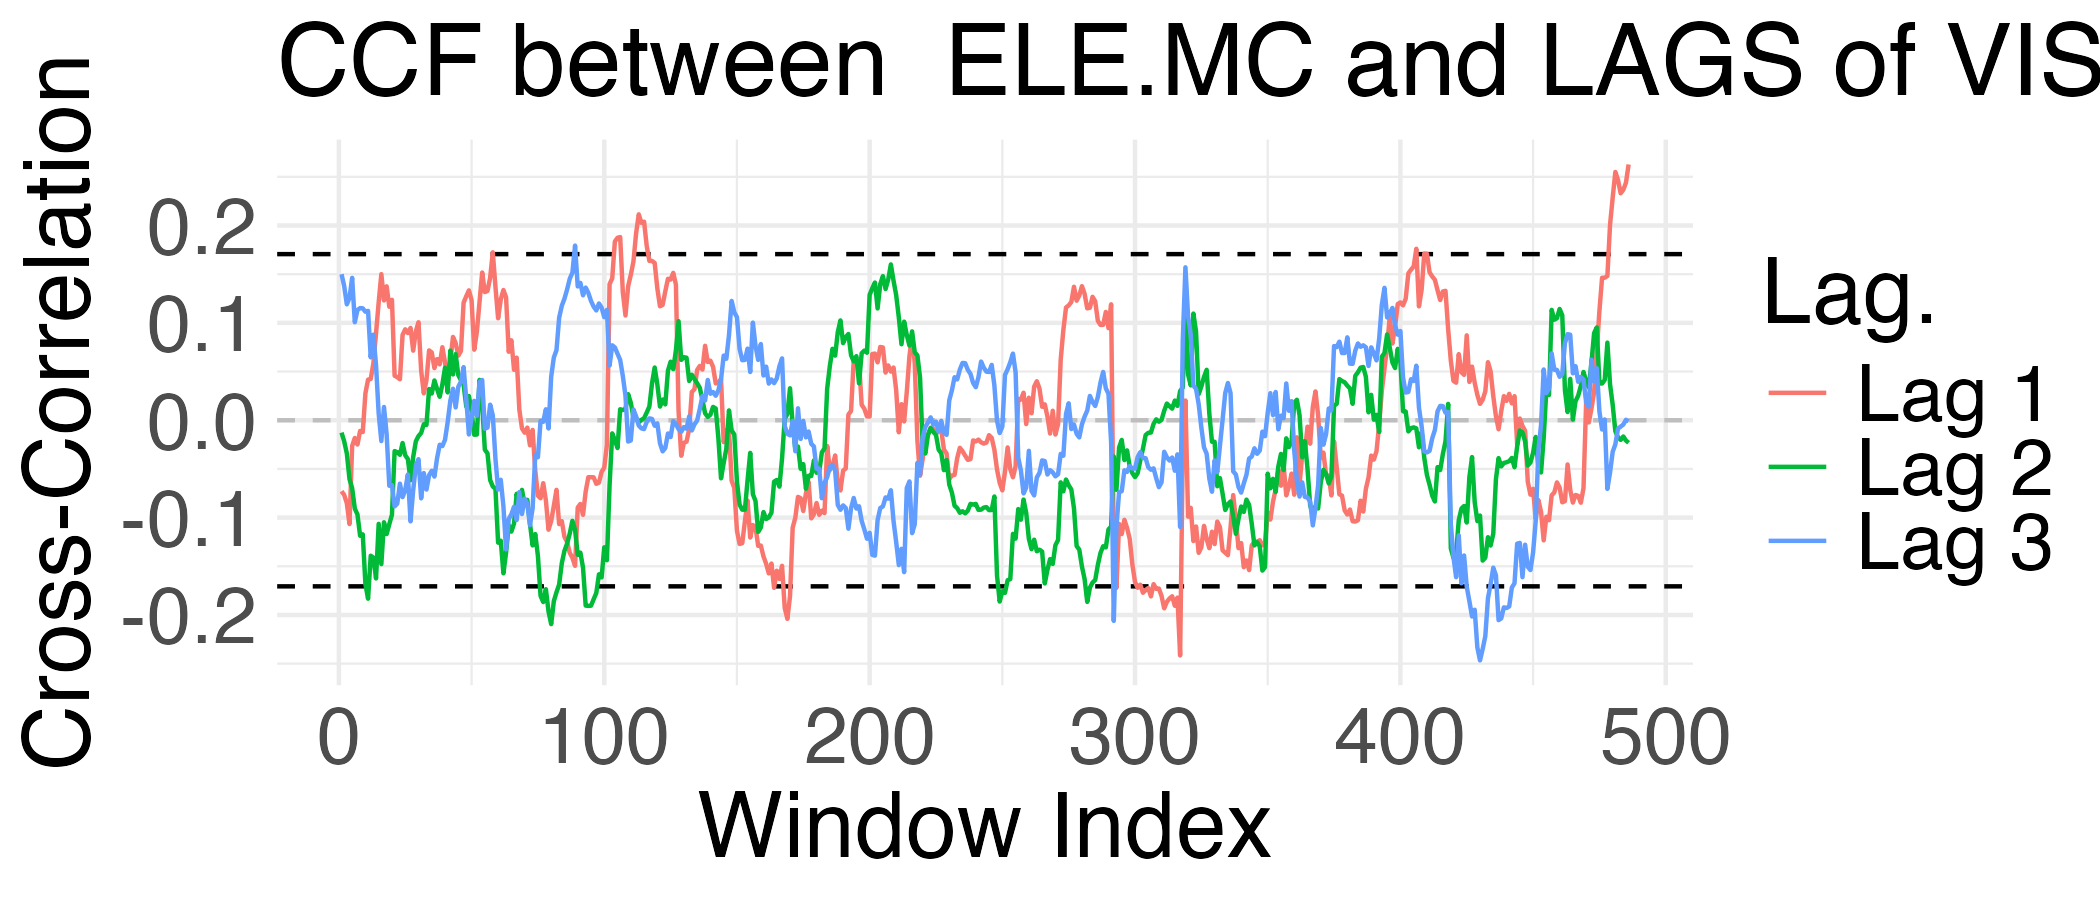 CCF between  ELE.MC and LAGS of VIS
Cross-Correlation
0.2
0.1
0.0
-0.1
-0.2
0 100 200 300 400 500
Window Index
Lag.
Lag 1
Lag 2
Lag 3